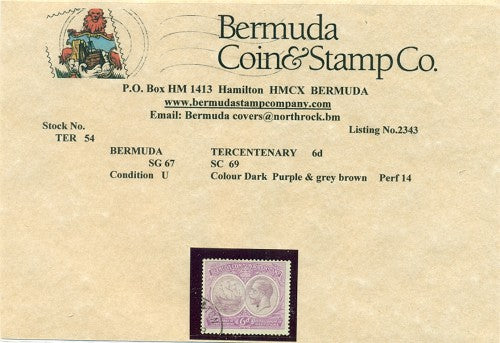 Bermuda
Coin&Stamp Co.
P.O. Box HM 1413 Hamilton HMCX BERMUDA
www.bermudastampcompany.com
Email: Bermuda covers@northrock.bm
Stock No.
Listing No.2343
TER 54
BERMUDA TERCENTENARY 6d
SG 67 SC 69
Condition U Colour Dark Purple & grey brown Perf 14
6d